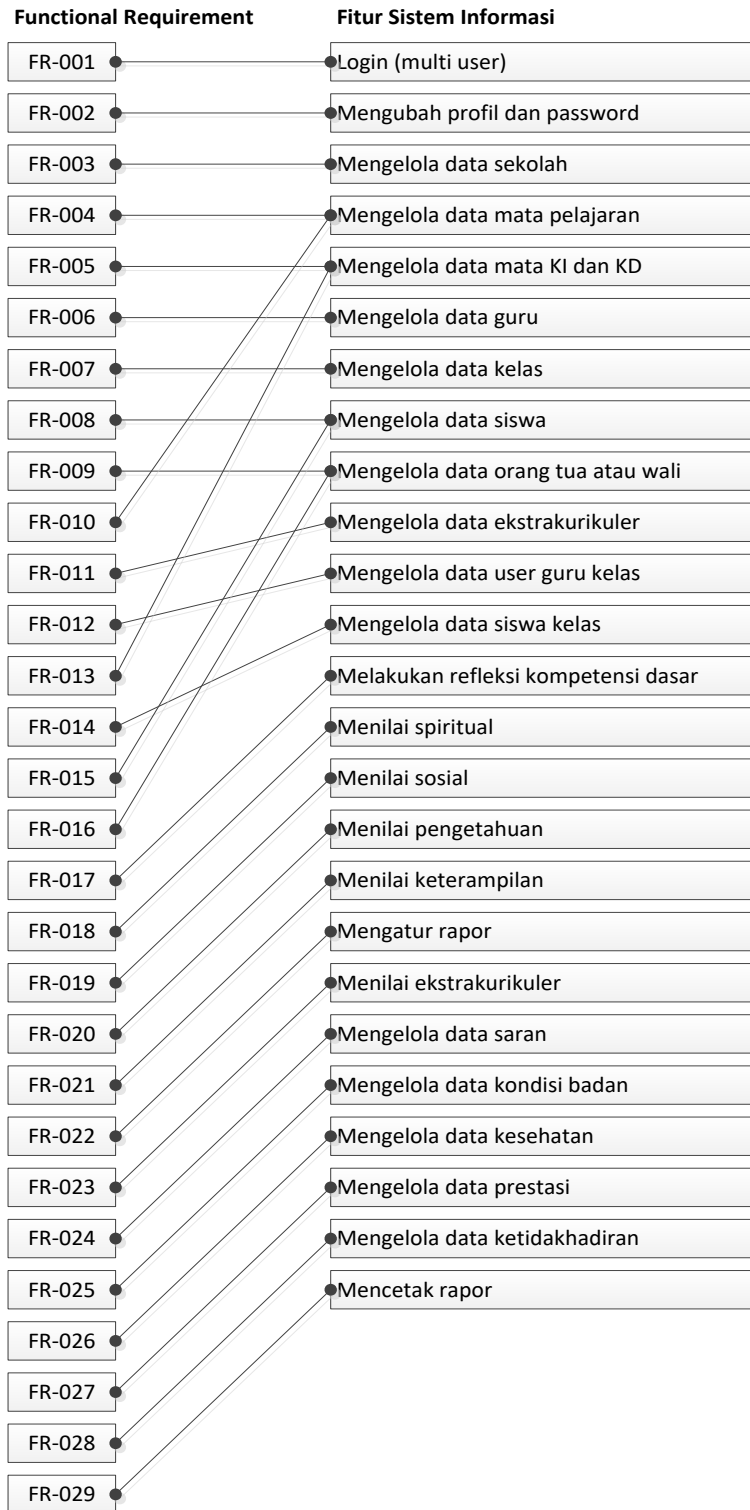 Functional Requirement Fitur Sistem Informasi
FR-001 Login (multi user)
FR-002 Mengubah profil dan password
FR-003 Mengelola data sekolah
FR-004 Mengelola data mata pelajaran
FR-005 Mengelola data mata KI dan KD
FR-006 Mengelola data guru
FR-007 Mengelola data kelas
FR-008 Mengelola data siswa
FR-009 Mengelola data orang tua atau wali
FR-010 Mengelola data ekstrakurikuler
FR-011 Mengelola data user guru kelas
FR-012 Mengelola data siswa kelas
FR-013 Melakukan refleksi kompetensi dasar
FR-014 Menilai spiritual
FR-015 Menilai sosial
FR-016 Menilai pengetahuan
FR-017 Menilai keterampilan
FR-018 Mengatur rapor
FR-019 Menilai ekstrakurikuler
FR-020 Mengelola data saran
FR-021 Mengelola data kondisi badan
FR-022 Mengelola data kesehatan
FR-023 Mengelola data prestasi
FR-024 Mengelola data ketidakhadiran
FR-025 Mencetak rapor
FR-026
FR-027
FR-028
FR-029